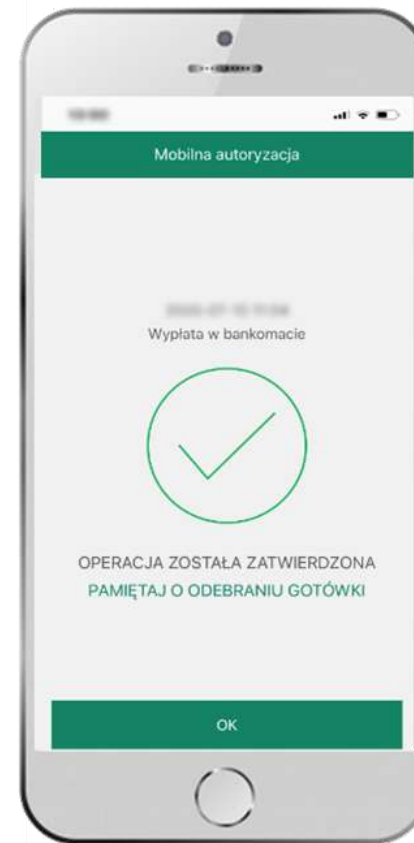 Mobilna autoryzacja
Wypłata w bankomacie
OPERACJA ZOSTAŁA ZATWIERDZONA
PAMIĘTAJ O ODEBRANIU GOTÓWKI
OK